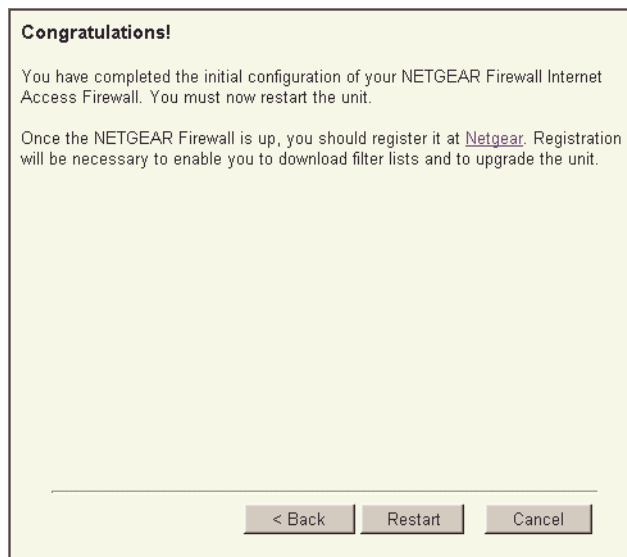 Congratulations!
You have completed the initial configuration of your NETGEAR Firewall Internet
Access Firewall. You must now restart the unit.
Once the NETGEAR Firewall is up, you should register it at Netgear. Registration
will be necessary to enable you to download filter lists and to upgrade the unit.
< Back Restart Cancel